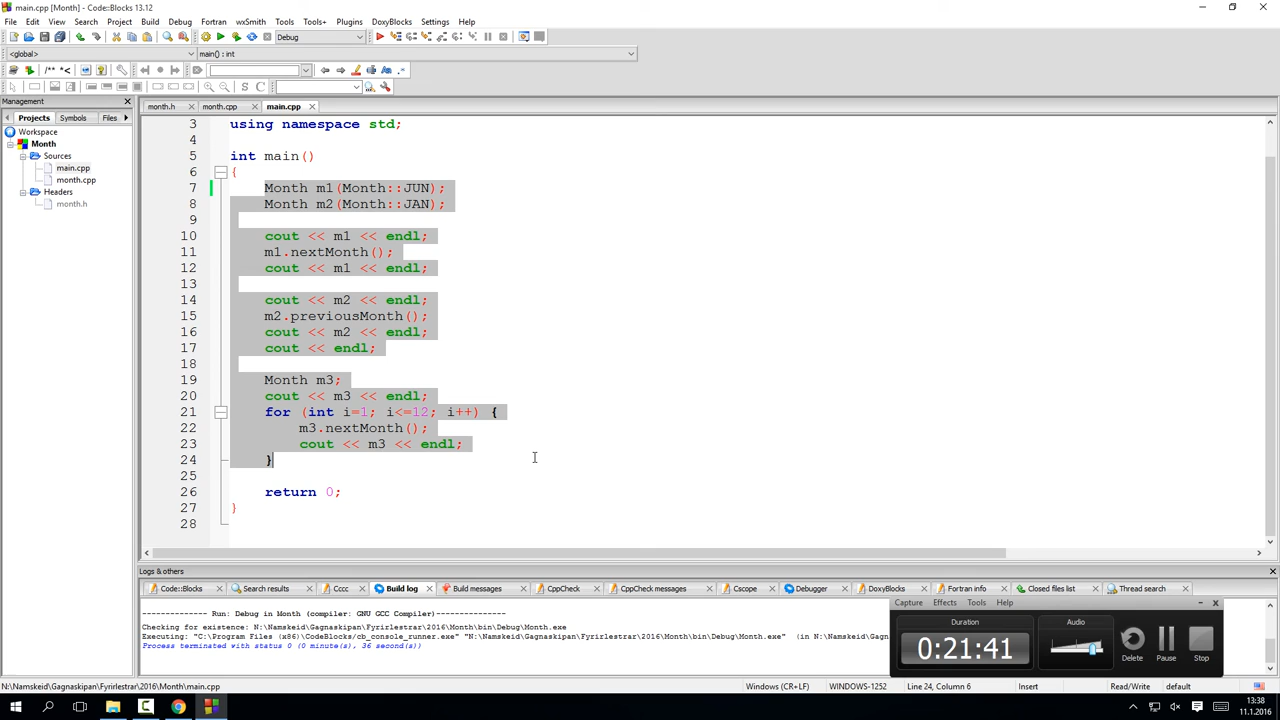 main.cpp [Month] - Code::Blocks 13.12
File Edit View Search Project Build Debug Fortran wxSmith Tools Tools+ Plugins DoxyBlocks Settings Help
Debug
<global> main() : int
/** *<
S C
Management
Projects Symbols Files
Workspace
Month
Sources
main.cpp
month.cpp
Headers
month.h
month.h month.cpp main.cpp
3 using namespace std;
4
5 int main()
6 {
7 Month m1(Month::JUN);
8 Month m2(Month::JAN);
9
10 cout << m1 << endl;
11 m1.nextMonth();
12 cout << m1 << endl;
13
14 cout << m2 << endl;
15 m2.previousMonth();
16 cout << m2 << endl;
17 cout << endl;
18
19 Month m3;
20 cout << m3 << endl;
21 for (int i=1; i<=12; i++) {
22 m3.nextMonth();
23 cout << m3 << endl;
24 }
25
26 return 0;
27 }
28
Logs & others
Code::Blocks Search results Cccc Build log Build messages CppCheck CppCheck messages Cscope Debugger DoxyBlocks Fortran info Closed files list Thread search
-------------- Run: Debug in Month (compiler: GNU GCC Compiler)---------------
Checking for existence: N:\Namskeid\Gagnaskipan\Fyrirlestrar\2016\Month\bin\Debug\Month.exe
Executing: "C:\Program Files (x86)\CodeBlocks/cb_console_runner.exe" "N:\Namskeid\Gagnaskipan\Fyrirlestrar\2016\Month\bin\Debug\Month.exe" (in N:\Namskeid\Ga
Process terminated with status 0 (0 minute(s), 36 second(s))
Capture Effects Tools Help
Duration
0:21:41
Audio
Delete Pause Stop
N:\Namskeid\Gagnaskipan\Fyrirlestrar\2016\Month\main.cpp Windows (CR+LF) WINDOWS-1252 Line 24, Column 6 Insert Read/Write default
13:38
11.1.2016